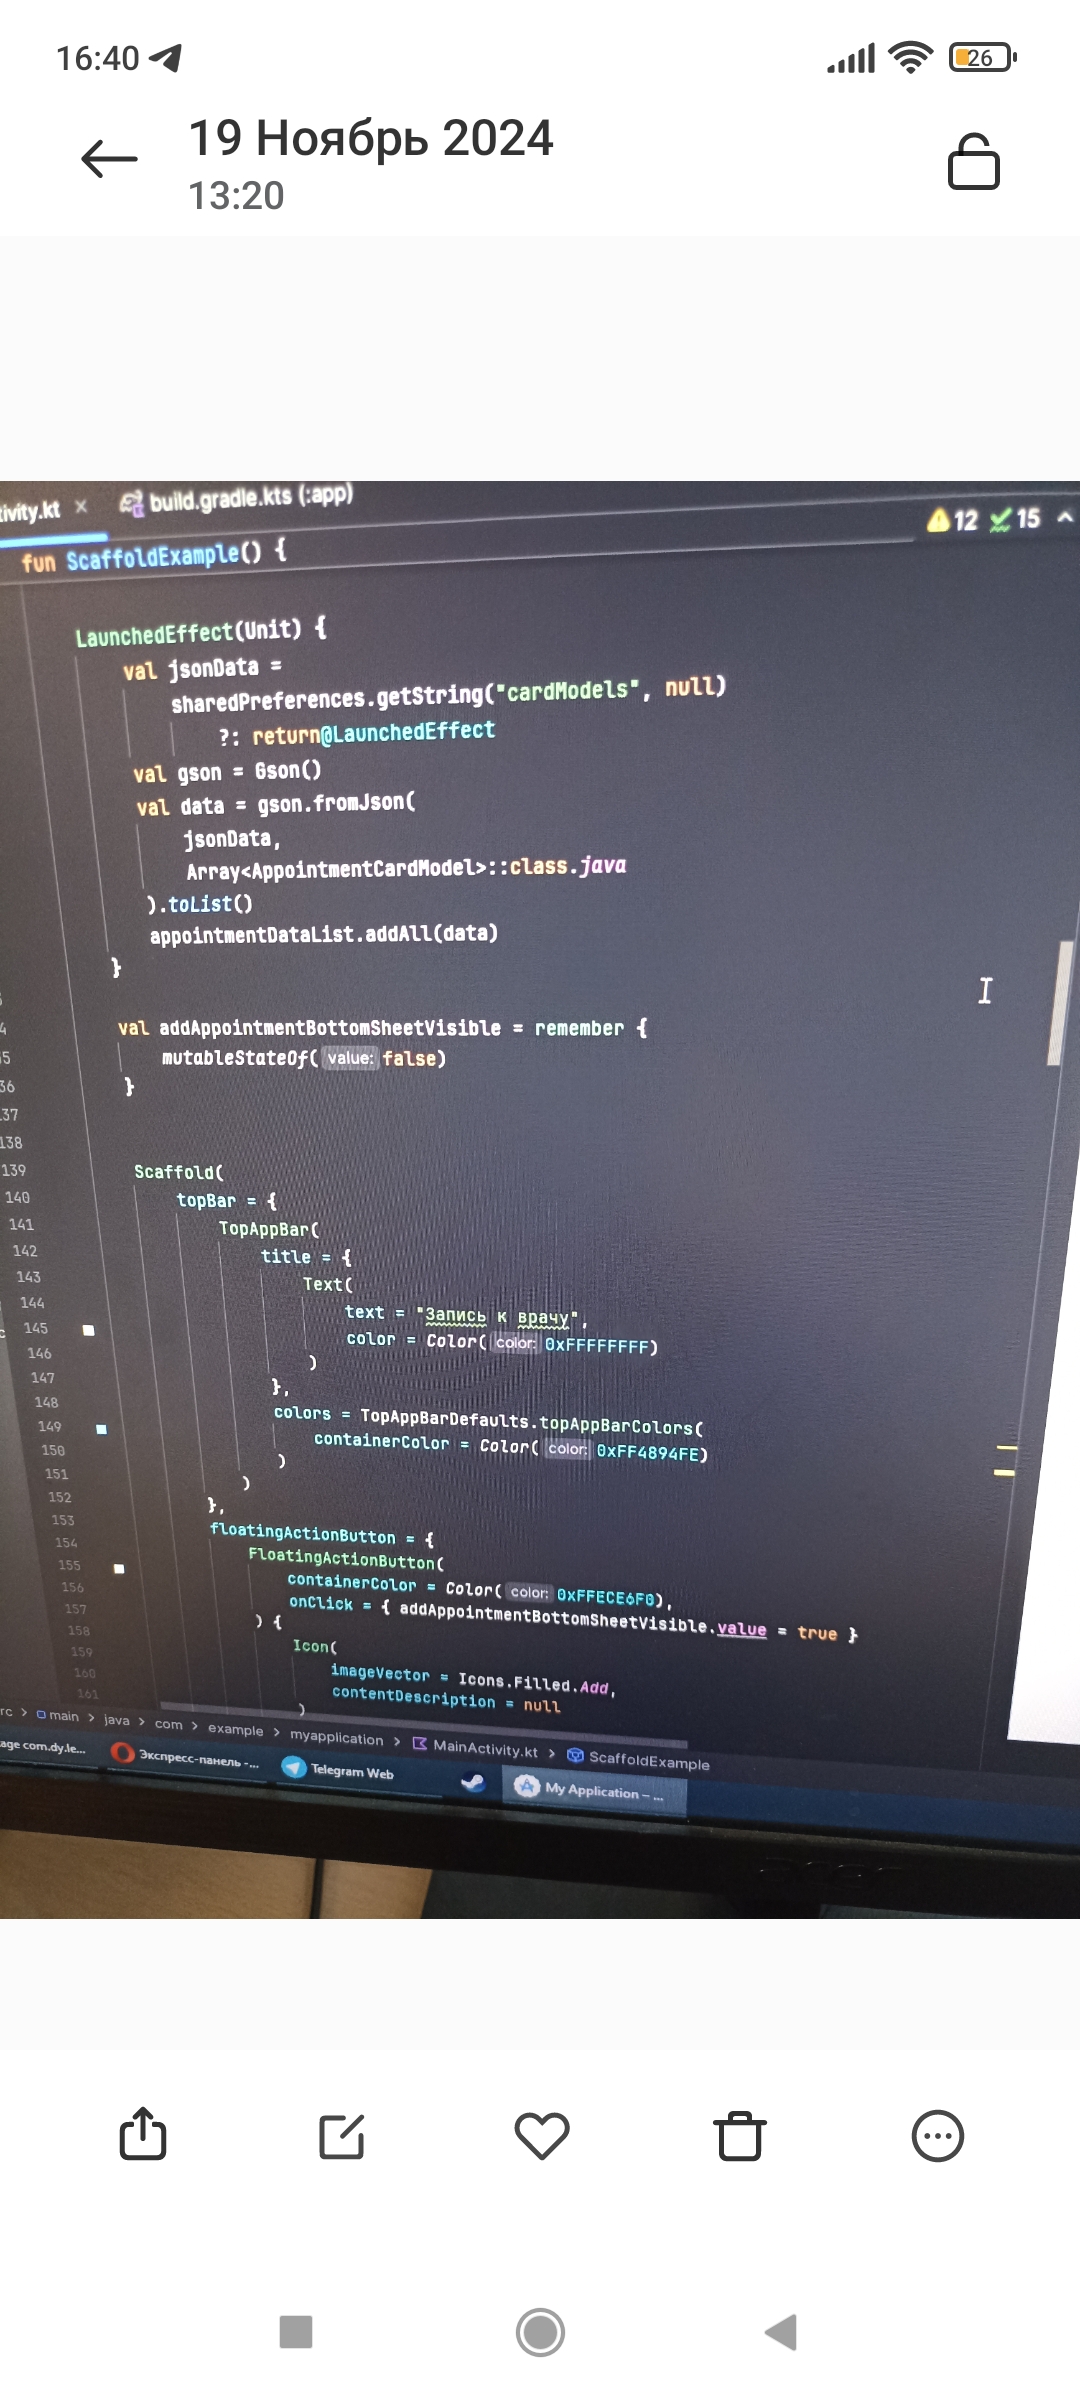 16:40
26
19 Ноябрь 2024
13:20
tivity.kt × build.gradle.kts (:app)
12 15
fun ScaffoldExample() {
LaunchedEffect(Unit) {
val jsonData =
sharedPreferences.getString("cardModels", null)
?: return@LaunchedEffect
val gson = Gson()
val data = gson.fromJson(
jsonData,
Array<AppointmentCardModel>::class.java
).toList()
appointmentDataList.addAll(data)
}
val addAppointmentBottomSheetVisible = remember {
35 mutableStateOf( value: false)
36 }
137
138
139 Scaffold(
140 topBar = {
141 TopAppBar(
142 title = {
143 Text(
144 text = "Запись к врачу",
145 color = Color( color: 0xFFFFFFFF)
146 )
147 },
148 colors = TopAppBarDefaults.topAppBarColors(
149 containerColor = Color( color: 0xFF4894FE)
150 )
151 )
152 },
153 floatingActionButton = {
154 FloatingActionButton(
155 containerColor = Color( color: 0xFFECE6F0),
156 onClick = { addAppointmentBottomSheetVisible.value = true }
157 ) {
158 Icon(
159 imageVector = Icons.Filled.Add,
160 contentDescription = null
161 )
rc > main > java > com > example > myapplication > MainActivity.kt > ScaffoldExample
age com.dy.le... Экспресс-панель -... Telegram Web My Application – ...
acer